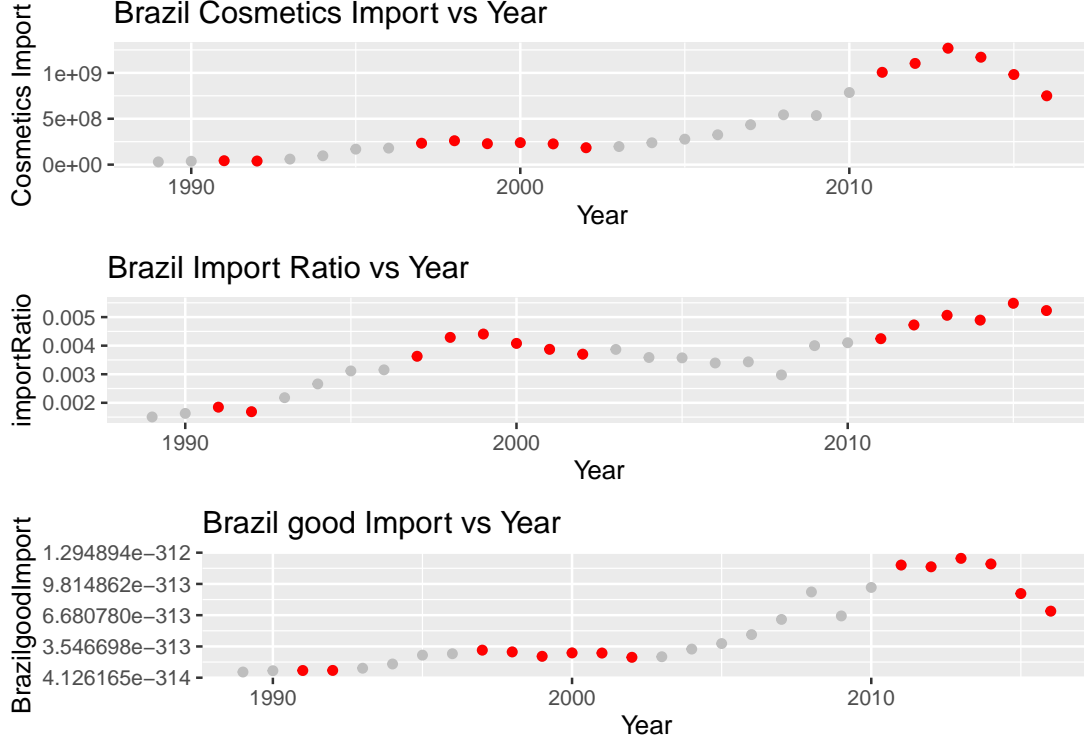 Brazil Cosmetics Import vs Year
Cosmetics Import
1e+09
5e+08
0e+00
1990 2000 2010
Year
Brazil Import Ratio vs Year
importRatio
0.005
0.004
0.003
0.002
1990 2000 2010
Year
Brazil good Import vs Year
BrazilgoodImport
1.294894e−312
9.814862e−313
6.680780e−313
3.546698e−313
4.126165e−314
1990 2000 2010
Year